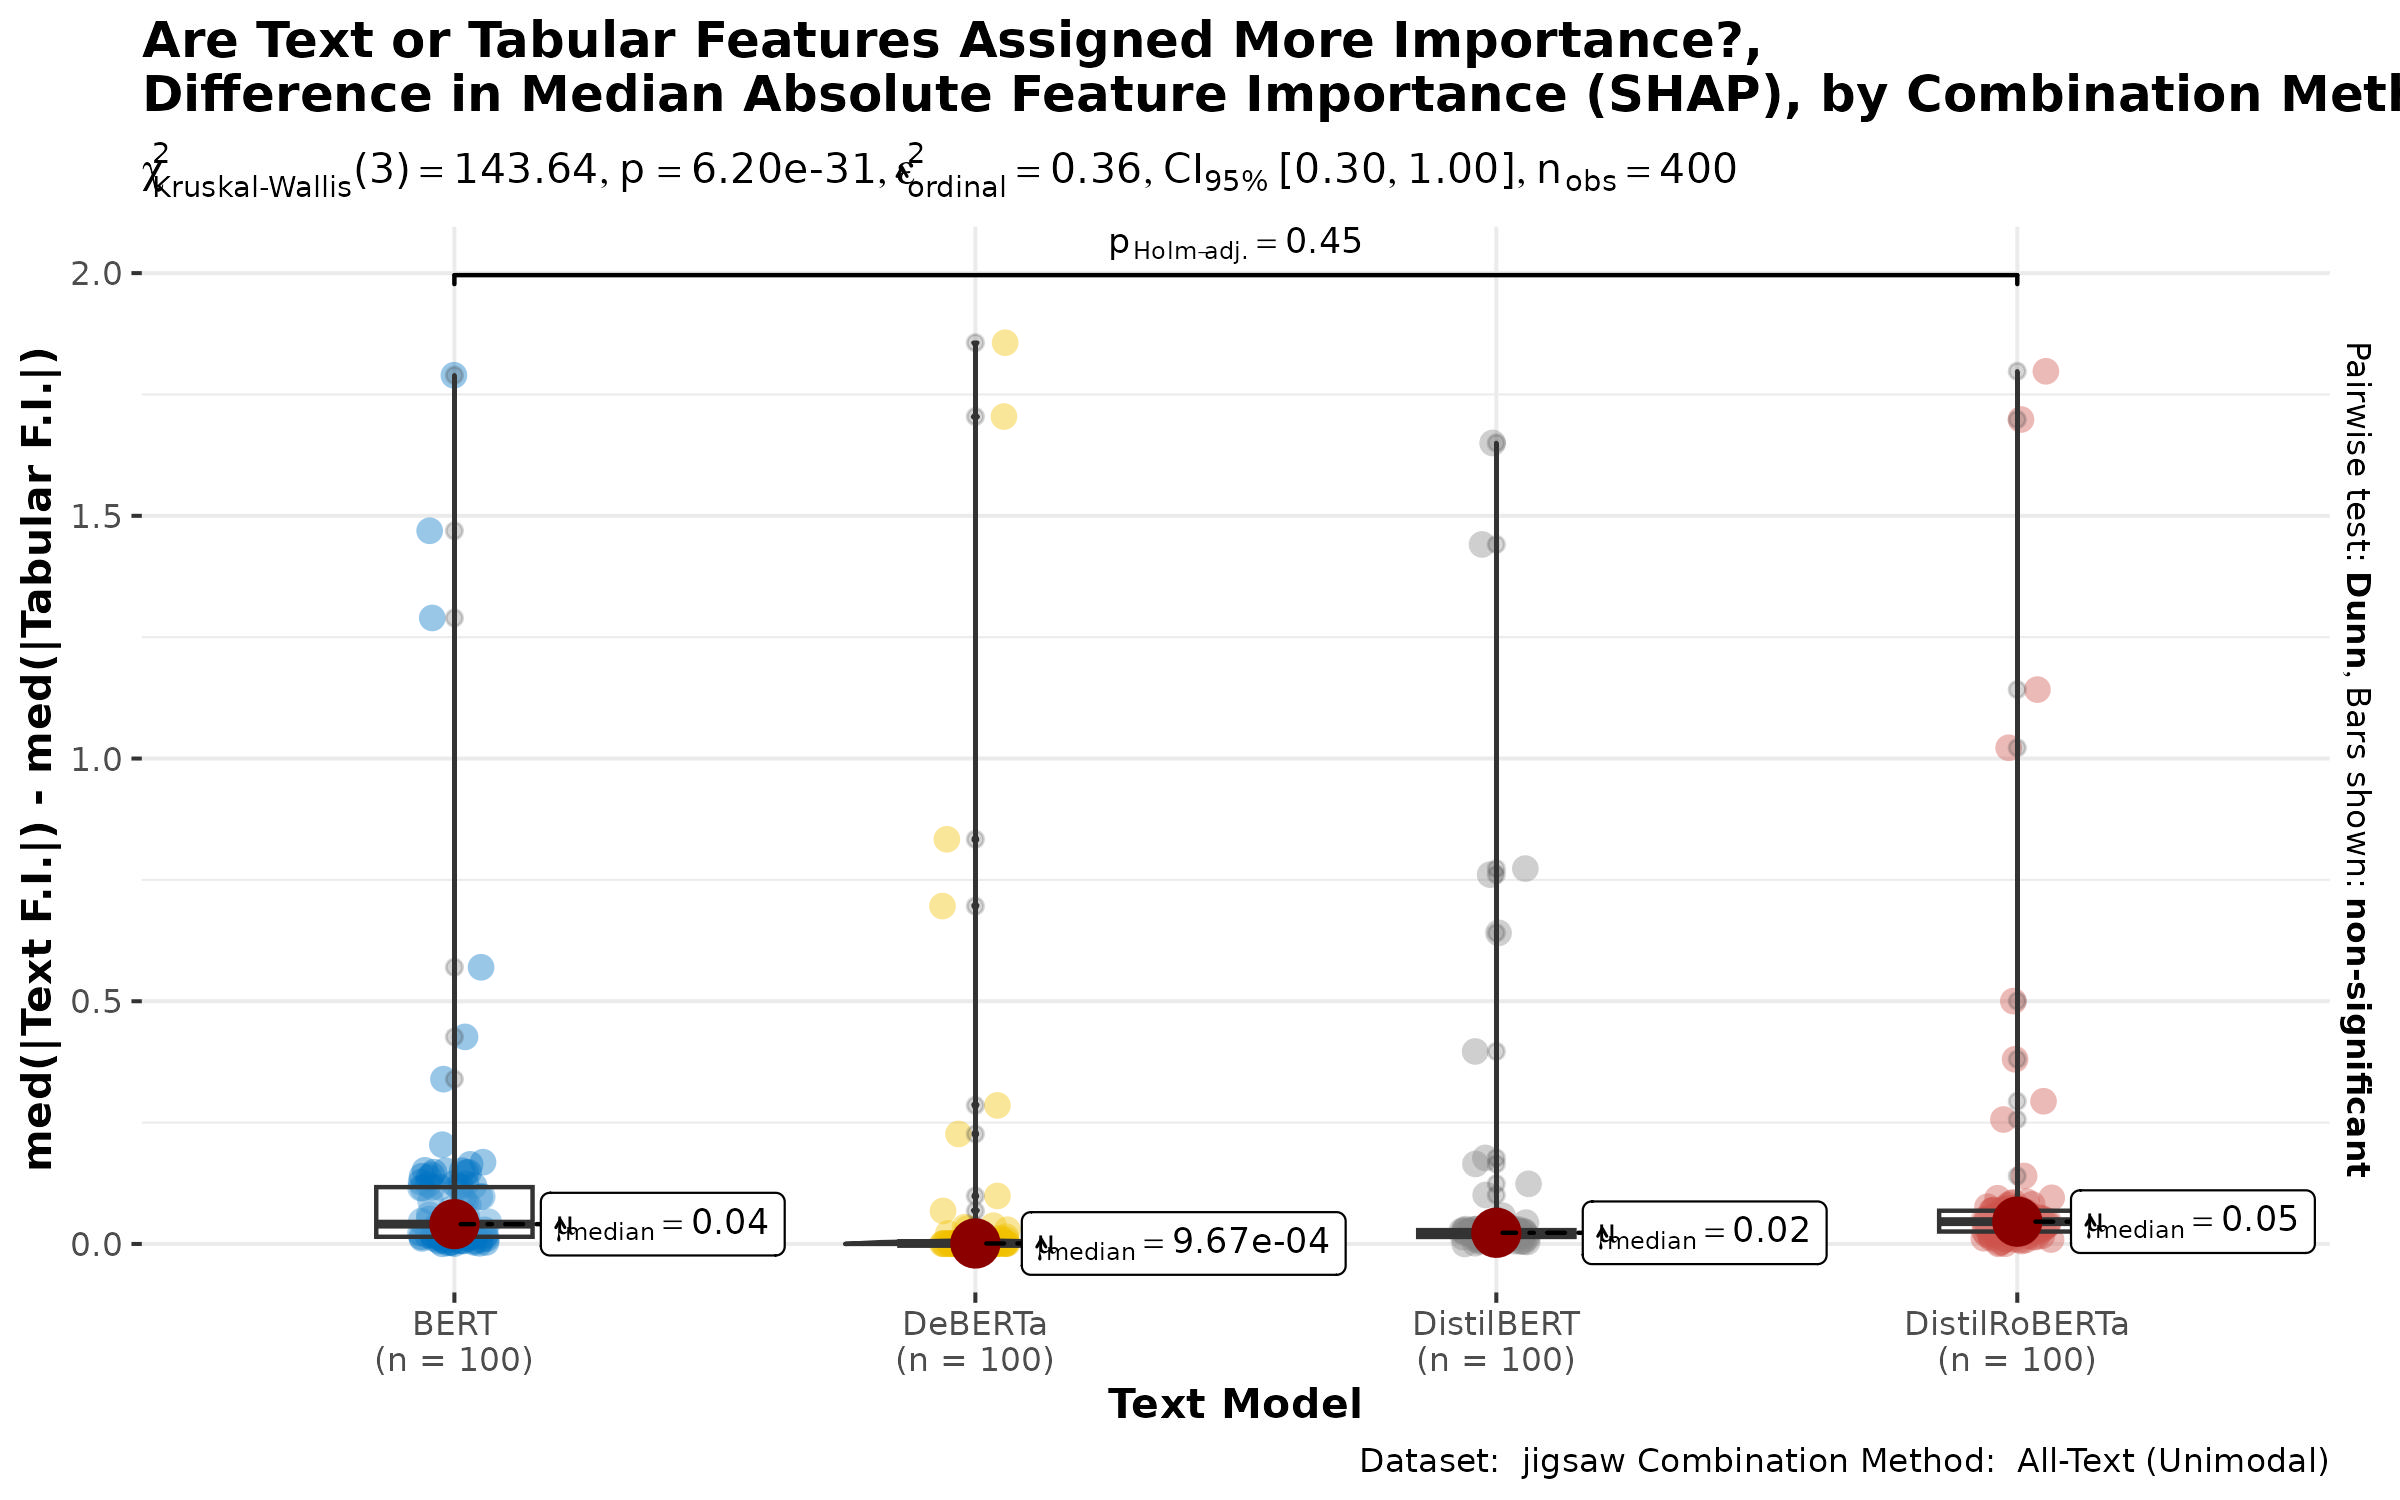 Are Text or Tabular Features Assigned More Importance?,
Difference in Median Absolute Feature Importance (SHAP), by Combination Meth
χ²Kruskal-Wallis(3) = 143.64, p = 6.20e-31, ε̂²ordinal = 0.36, CI95% [0.30, 1.00], nobs = 400
pHolm-adj. = 0.45
2.0
1.5
1.0
0.5
0.0
med(|Text F.I.|) - med(|Tabular F.I.|)
Pairwise test: Dunn, Bars shown: non-significant
μ̂median = 0.04
μ̂median = 9.67e-04
μ̂median = 0.02
μ̂median = 0.05
BERT
(n = 100)
DeBERTa
(n = 100)
DistilBERT
(n = 100)
DistilRoBERTa
(n = 100)
Text Model
Dataset:  jigsaw Combination Method:  All-Text (Unimodal)